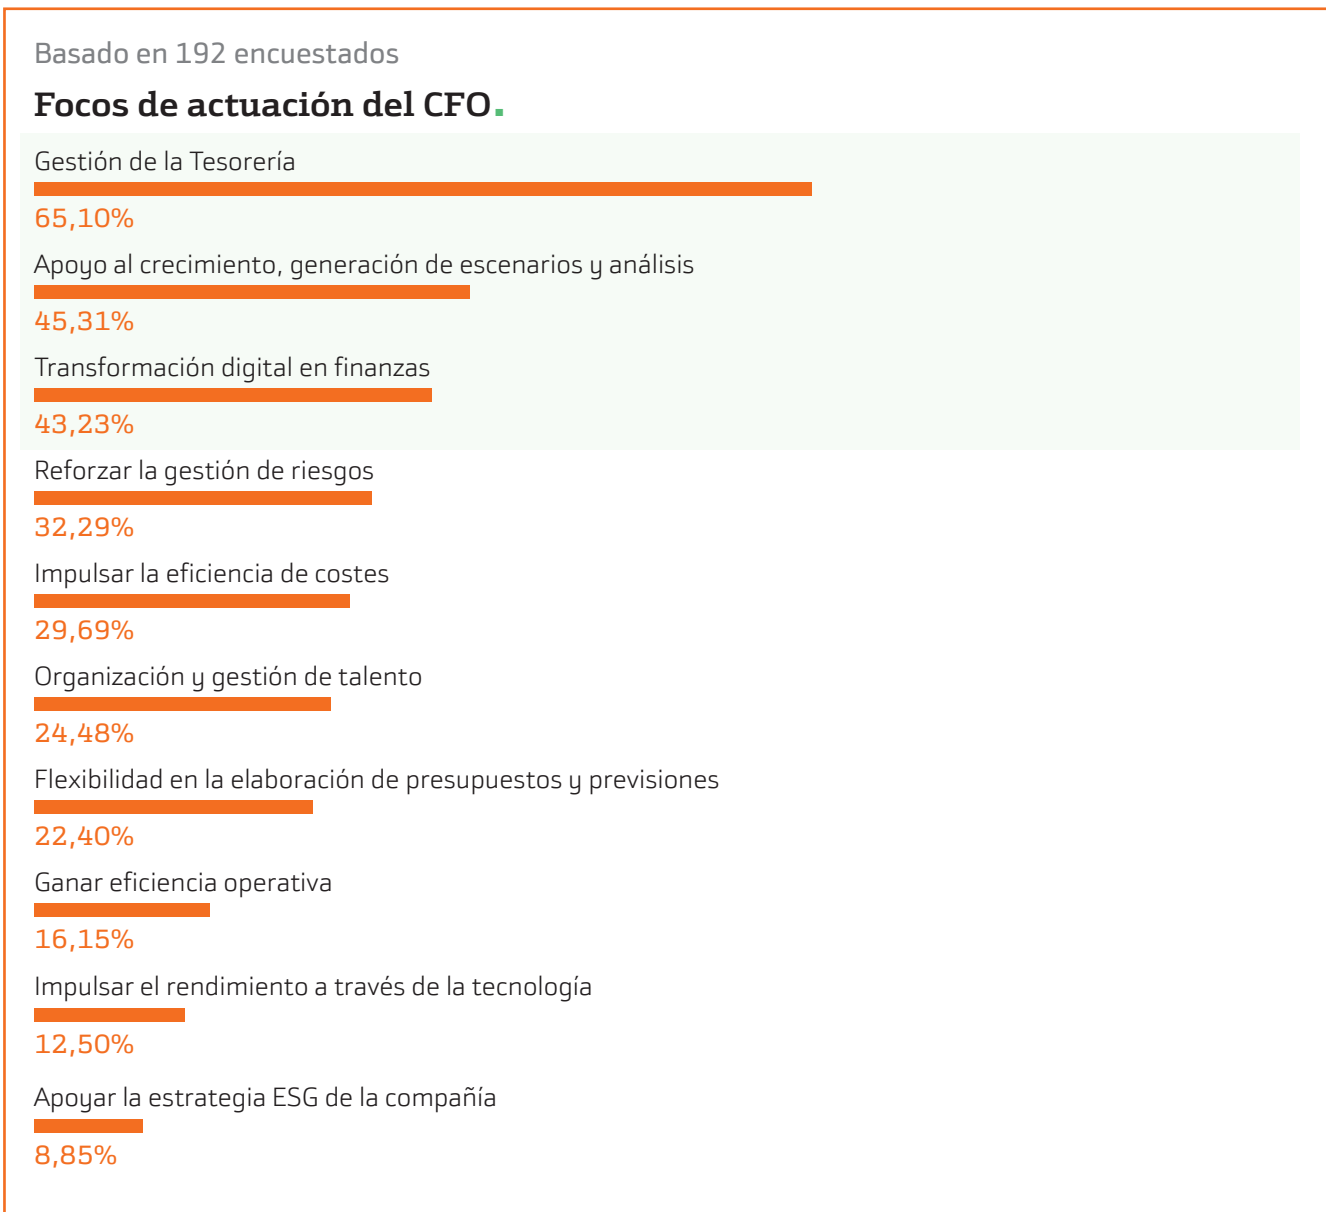 Basado en 192 encuestados
Focos de actuación del CFO.
Gestión de la Tesorería
65,10%
Apoyo al crecimiento, generación de escenarios y análisis
45,31%
Transformación digital en finanzas
43,23%
Reforzar la gestión de riesgos
32,29%
Impulsar la eficiencia de costes
29,69%
Organización y gestión de talento
24,48%
Flexibilidad en la elaboración de presupuestos y previsiones
22,40%
Ganar eficiencia operativa
16,15%
Impulsar el rendimiento a través de la tecnología
12,50%
Apoyar la estrategia ESG de la compañía
8,85%